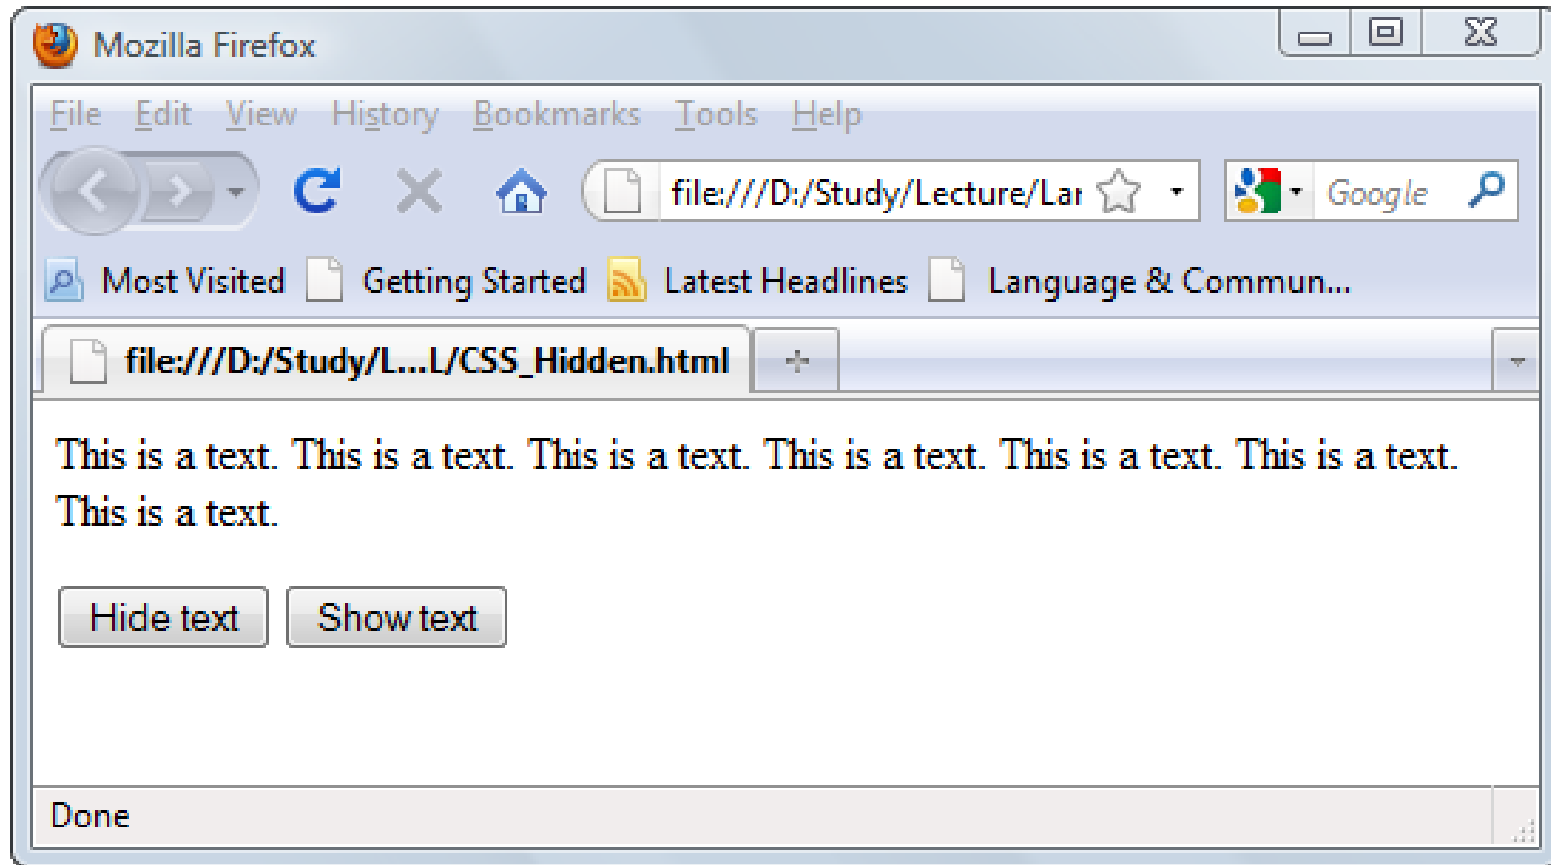 Mozilla Firefox
File Edit View History Bookmarks Tools Help
file:///D:/Study/Lecture/Lar Google
Most Visited Getting Started Latest Headlines Language & Commun...
file:///D:/Study/L...L/CSS_Hidden.html
This is a text. This is a text. This is a text. This is a text. This is a text. This is a text.
This is a text.
Hide text Show text
Done